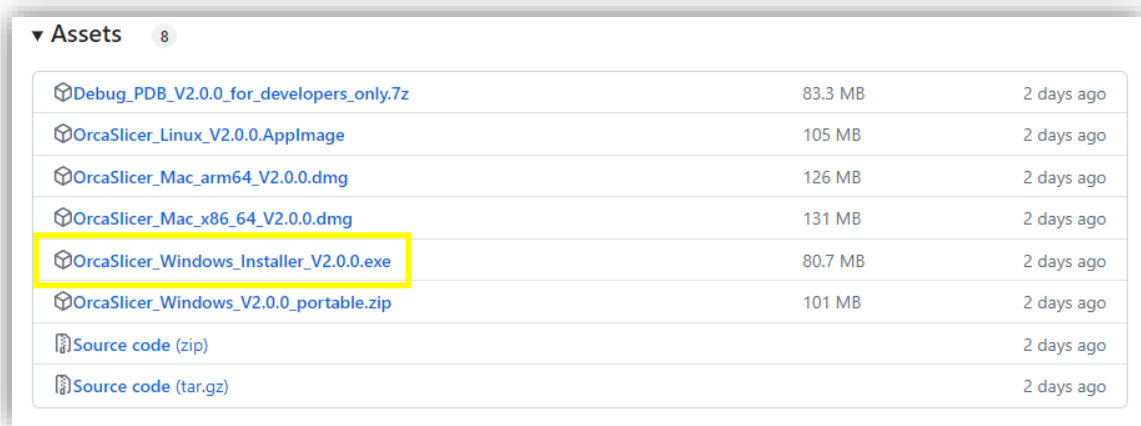 Assets 8
Debug_PDB_V2.0.0_for_developers_only.7z 83.3 MB 2 days ago
OrcaSlicer_Linux_V2.0.0.AppImage 105 MB 2 days ago
OrcaSlicer_Mac_arm64_V2.0.0.dmg 126 MB 2 days ago
OrcaSlicer_Mac_x86_64_V2.0.0.dmg 131 MB 2 days ago
OrcaSlicer_Windows_Installer_V2.0.0.exe 80.7 MB 2 days ago
OrcaSlicer_Windows_V2.0.0_portable.zip 101 MB 2 days ago
Source code (zip) 2 days ago
Source code (tar.gz) 2 days ago